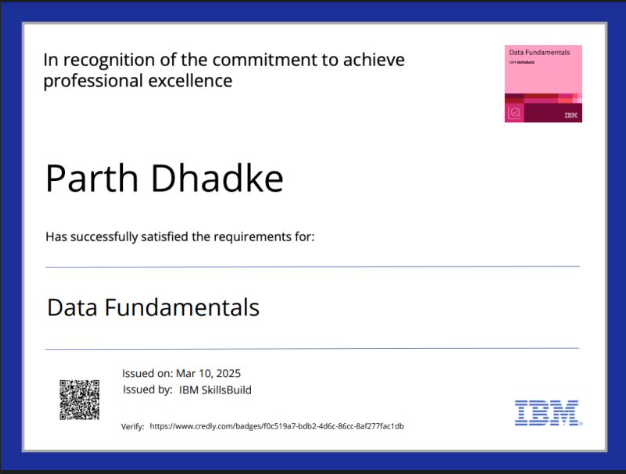 In recognition of the commitment to achieve
professional excellence
Data Fundamentals
IBM SkillsBuild
IBM
Parth Dhadke
Has successfully satisfied the requirements for:
Data Fundamentals
Issued on: Mar 10, 2025
Issued by: IBM SkillsBuild
Verify: https://www.credly.com/badges/f0c519a7-bdb2-4d6c-86cc-8af277fac1db
IBM